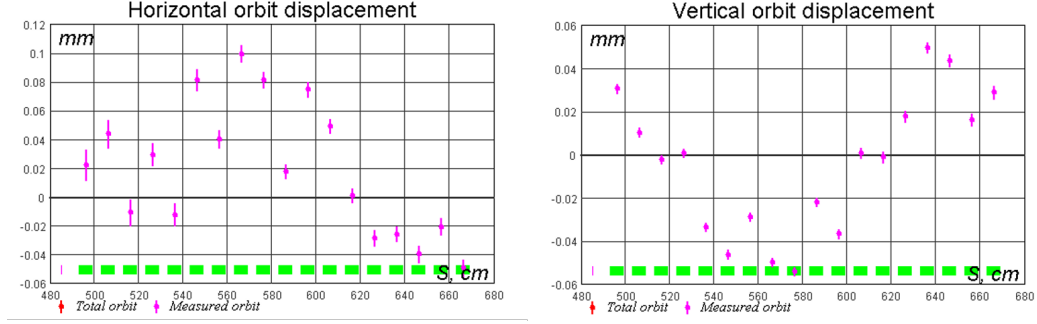 Horizontal orbit displacement
0.12
mm
0.1
0.08
0.06
0.04
0.02
0
-0.02
-0.04
S, cm
-0.06
480 500 520 540 560 580 600 620 640 660 680
Total orbit Measured orbit
Vertical orbit displacement
0.06
mm
0.04
0.02
0
-0.02
-0.04
S, cm
-0.06
480 500 520 540 560 580 600 620 640 660 680
Total orbit Measured orbit